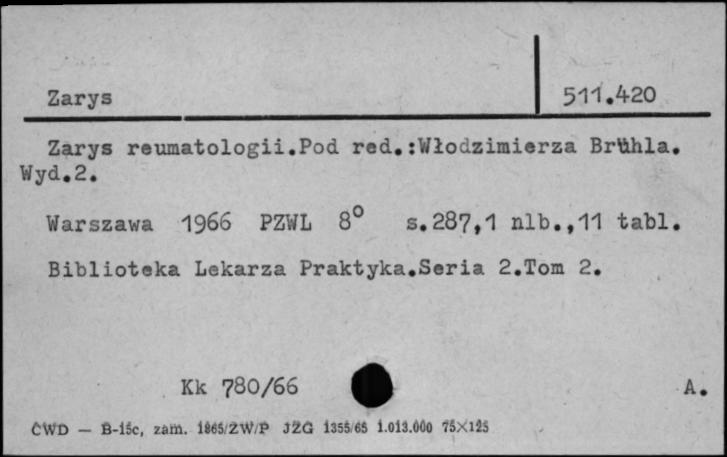 Zarys 511.420
Zarys reumatologii.Pod red.:Włodzimierza Brühla.
Wyd.2.
Warszawa 1966 PZWL 8° s.287,1 nlb.,11 tabl.
Biblioteka Lekarza Praktyka.Seria 2.Tom 2.
Kk 780/66 A.
CWD — B-15c, zam. 1865/ZW/P JZG 1355/65 1.013.000 75×125